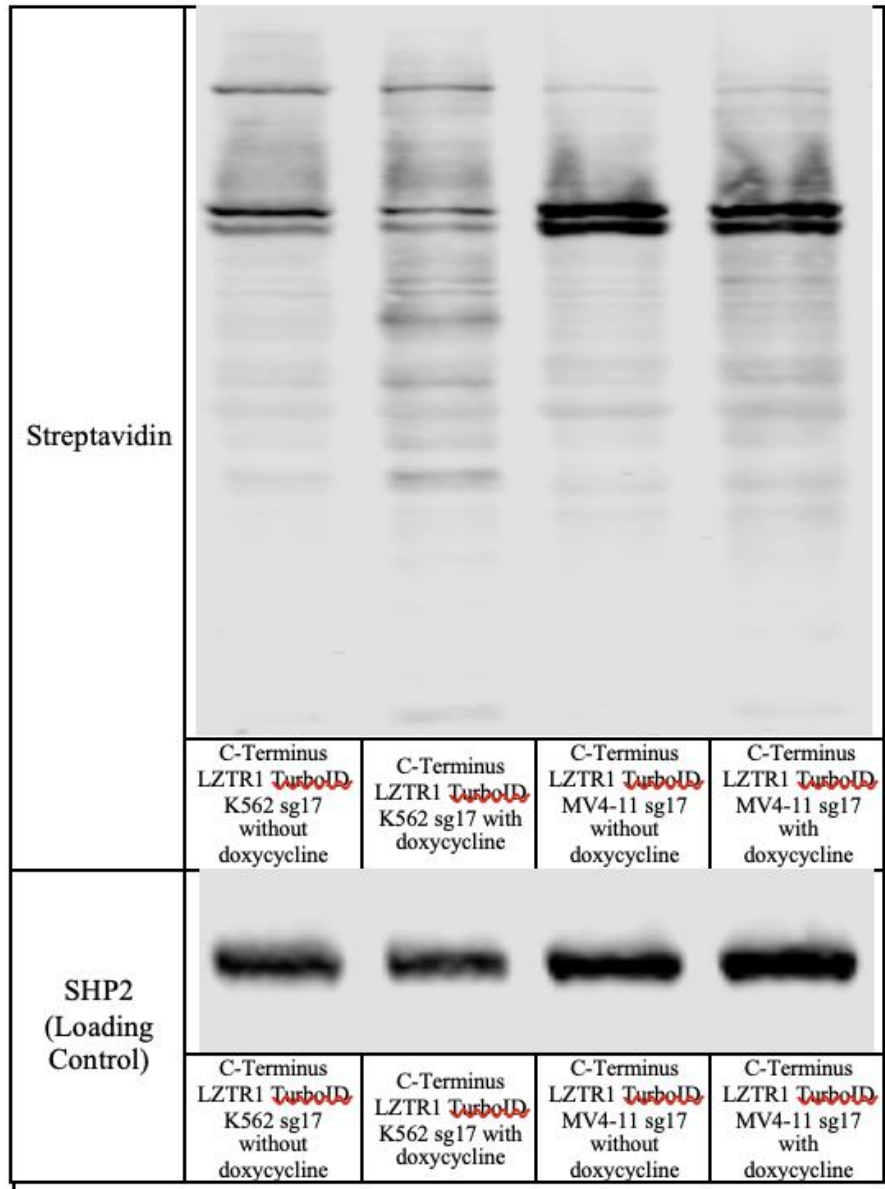 Streptavidin
C-Terminus
LZTR1 TurboID
K562 sg17
without
doxycycline
C-Terminus
LZTR1 TurboID
K562 sg17 with
doxycycline
C-Terminus
LZTR1 TurboID
MV4-11 sg17
without
doxycycline
C-Terminus
LZTR1 TurboID
MV4-11 sg17
with
doxycycline
SHP2
(Loading
Control)
C-Terminus
LZTR1 TurboID
K562 sg17
without
doxycycline
C-Terminus
LZTR1 TurboID
K562 sg17 with
doxycycline
C-Terminus
LZTR1 TurboID
MV4-11 sg17
without
doxycycline
C-Terminus
LZTR1 TurboID
MV4-11 sg17
with
doxycycline